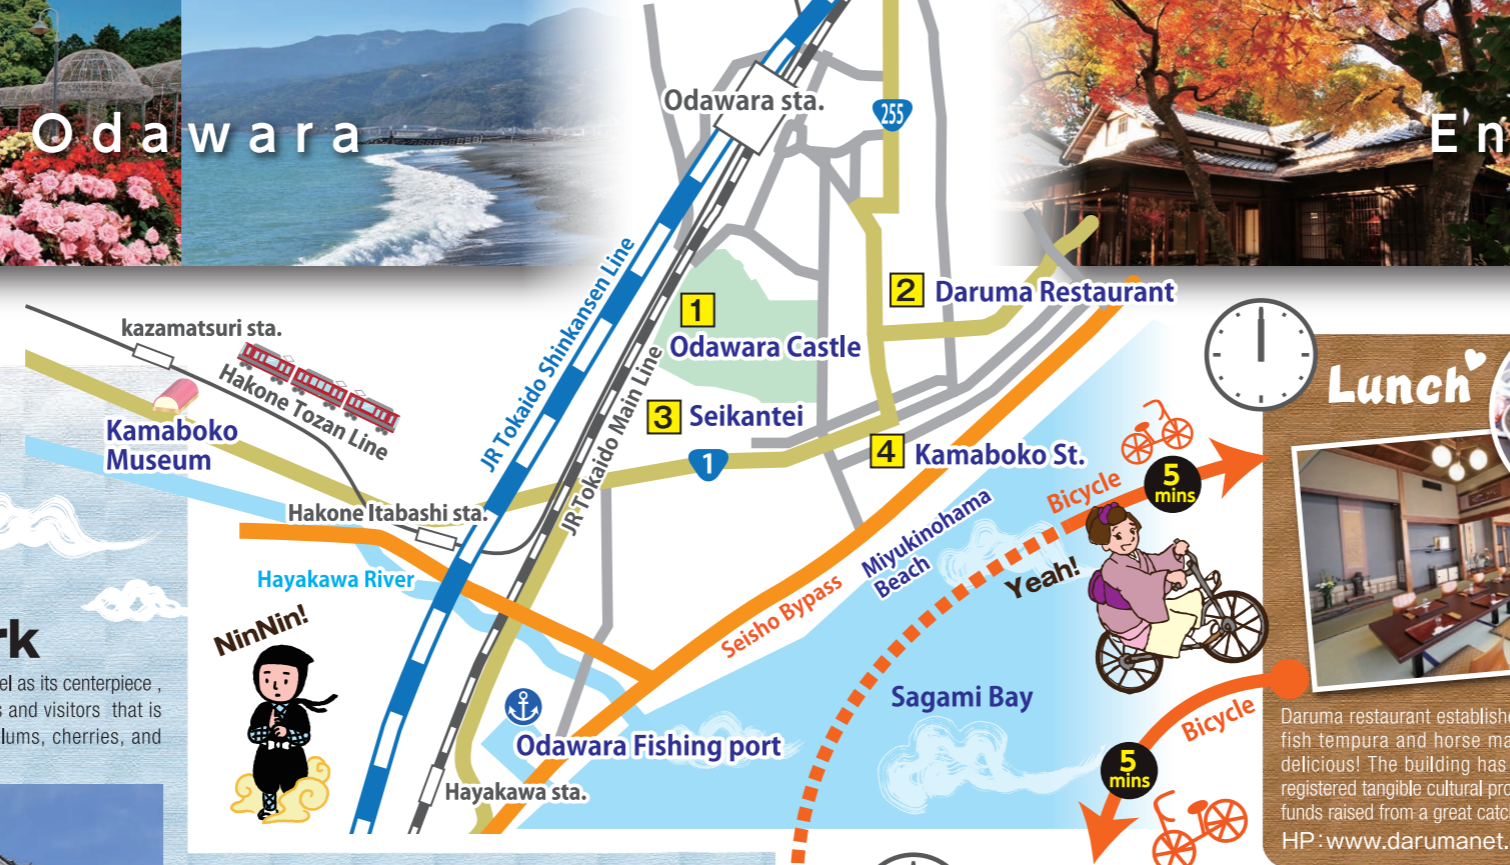 Odawara
En
Odawara sta.
255
JR Tokaido Shinkansen Line
JR Tokaido Main Line
1
Odawara Castle
2 Daruma Restaurant
3 Seikantei
4 Kamaboko St.
1
kazamatsuri sta.
Hakone Tozan Line
Kamaboko
Museum
Hakone Itabashi sta.
Hayakawa River
NinNin!
Miyukinohama
Beach
Seisho Bypass
Sagami Bay
Odawara Fishing port
Hayakawa sta.
Bicycle
5
mins
Yeah!
Bicycle
5
mins
Lunch
rk
el as its centerpiece ,
s and visitors that is
lums, cherries, and
Daruma restaurant establishe
fish tempura and horse ma
delicious! The building has
registered tangible cultural pro
funds raised from a great catc
HP:www.darumanet.